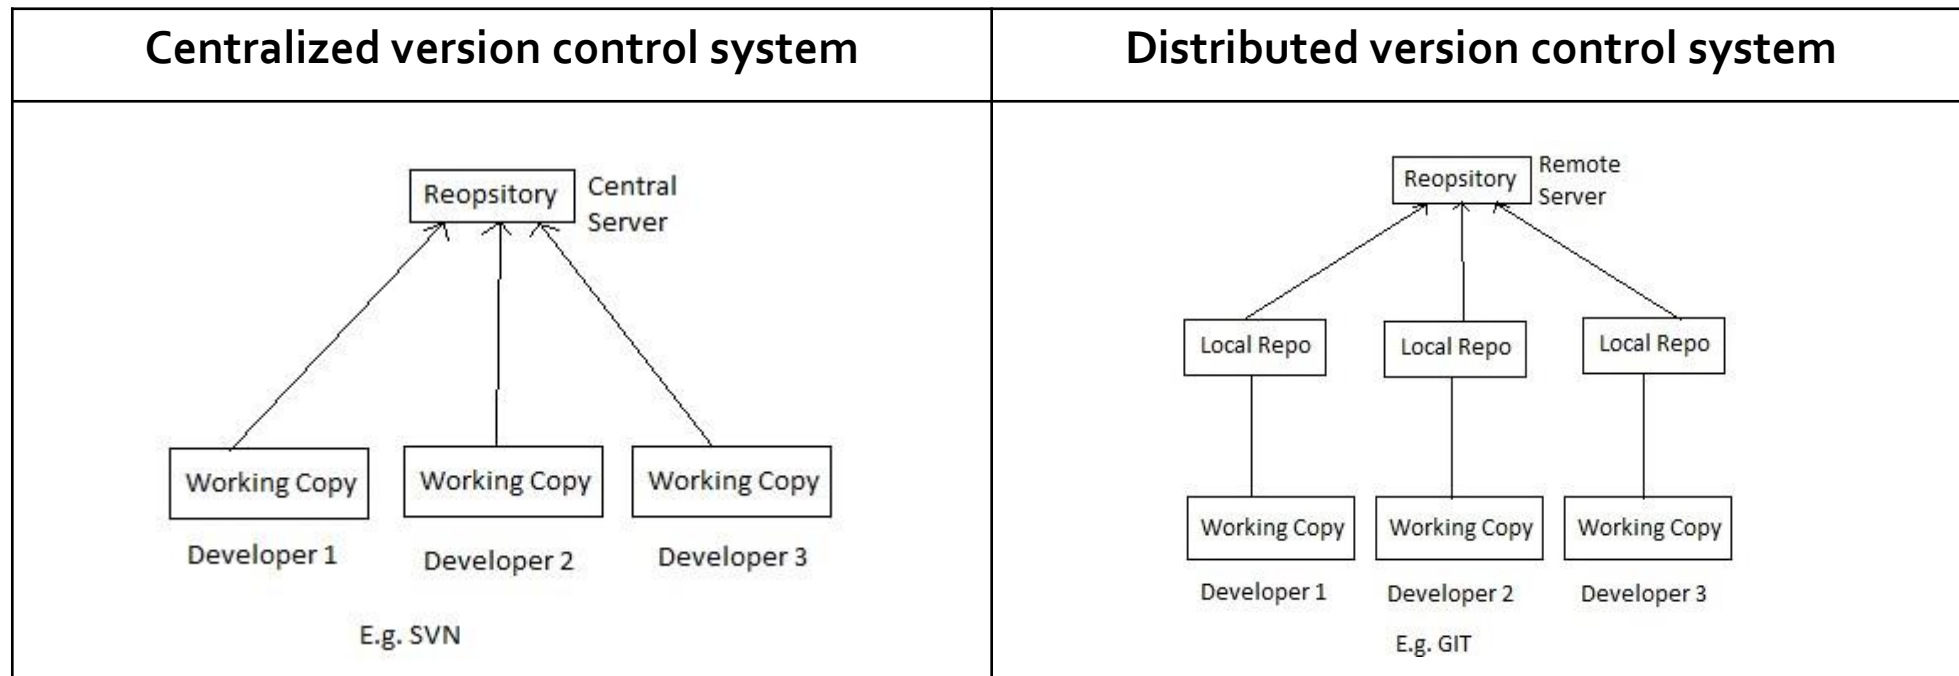 Centralized version control system
Distributed version control system
Reopsitory
Central
Server
Working Copy
Working Copy
Working Copy
Developer 1
Developer 2
Developer 3
E.g. SVN
Reopsitory
Remote
Server
Local Repo
Local Repo
Local Repo
Working Copy
Working Copy
Working Copy
Developer 1
Developer 2
Developer 3
E.g. GIT